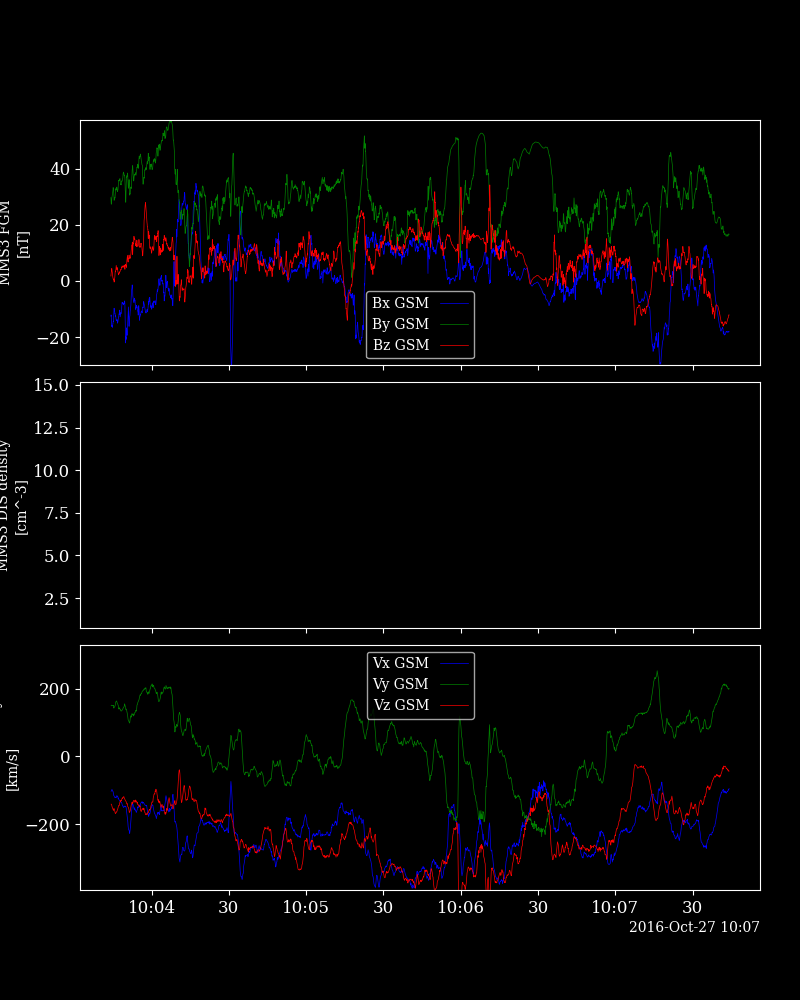 40
20
0
−20
MMS3 FGM
[nT]
Bx GSM
By GSM
Bz GSM
15.0
12.5
10.0
7.5
5.0
2.5
MMS3 DIS density
[cm^-3]
200
0
−200
[km/s]
Vx GSM
Vy GSM
Vz GSM
10:04 30 10:05 30 10:06 30 10:07 30
2016-Oct-27 10:07